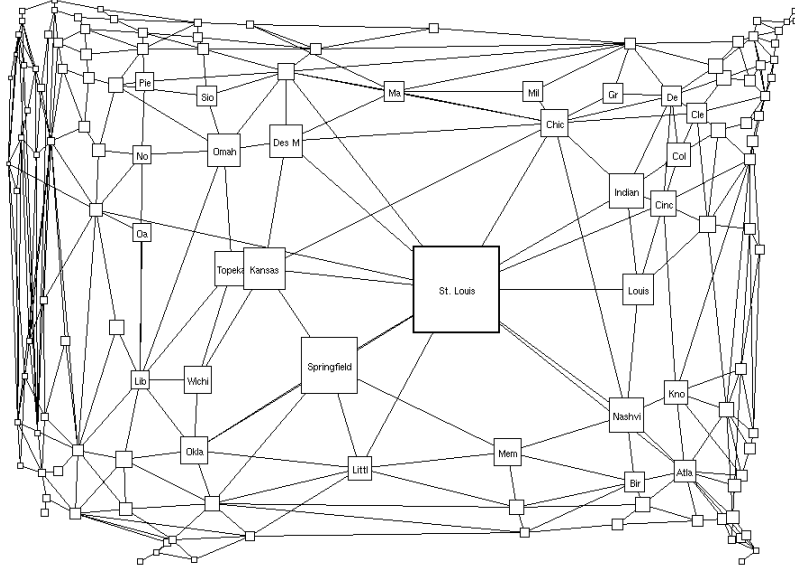 Pie
Sio
Ma
Mil
Gr
De
Cle
Chic
No
Omah
Des M
Col
Indian
Cinc
Oa
Topeka
Kansas
St. Louis
Louis
Springfield
Lib
Wichi
Kno
Nashvi
Okla
Littl
Mem
Bir
Atla